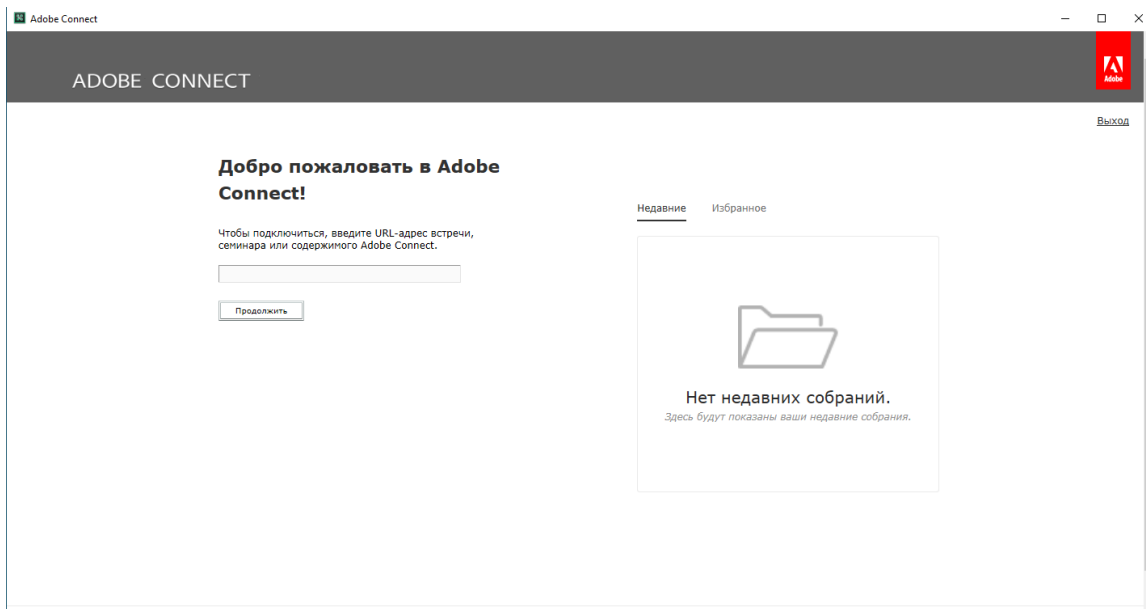 Adobe Connect
ADOBE CONNECT
Adobe
Выход
Добро пожаловать в Adobe
Connect!
Чтобы подключиться, введите URL-адрес встречи,
семинара или содержимого Adobe Connect.
Продолжить
Недавние Избранное
Нет недавних собраний.
Здесь будут показаны ваши недавние собрания.